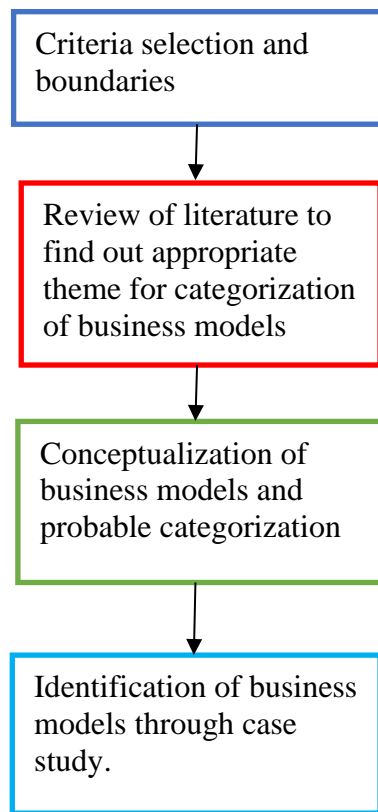 Criteria selection and
boundaries
Review of literature to
find out appropriate
theme for categorization
of business models
Conceptualization of
business models and
probable categorization
Identification of business
models through case
study.